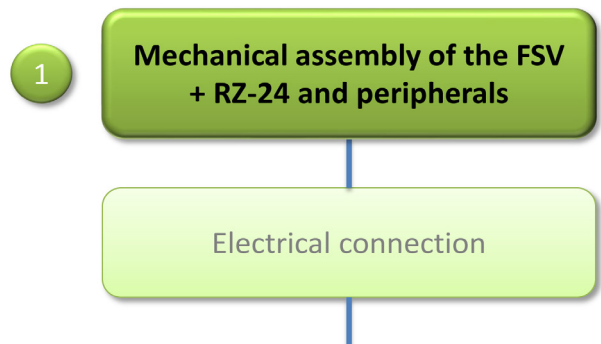 1
Mechanical assembly of the FSV
+ RZ-24 and peripherals
Electrical connection